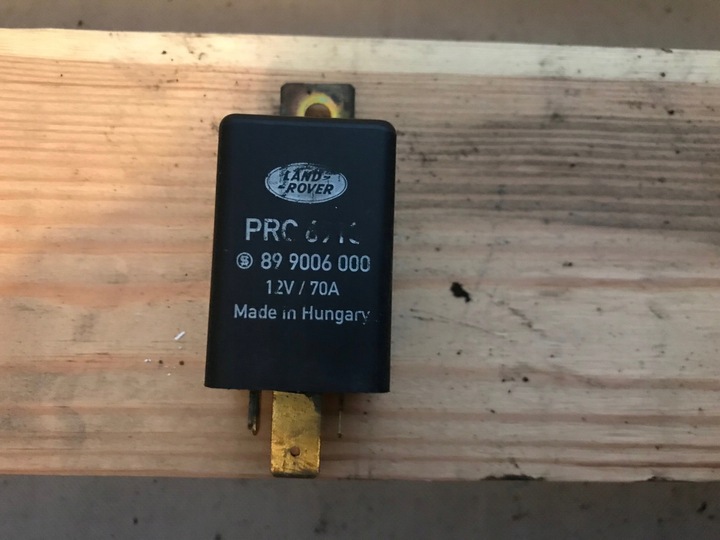 LAND-
-ROVER
PRC
89 9006 000
12V / 70A
Made in Hungary